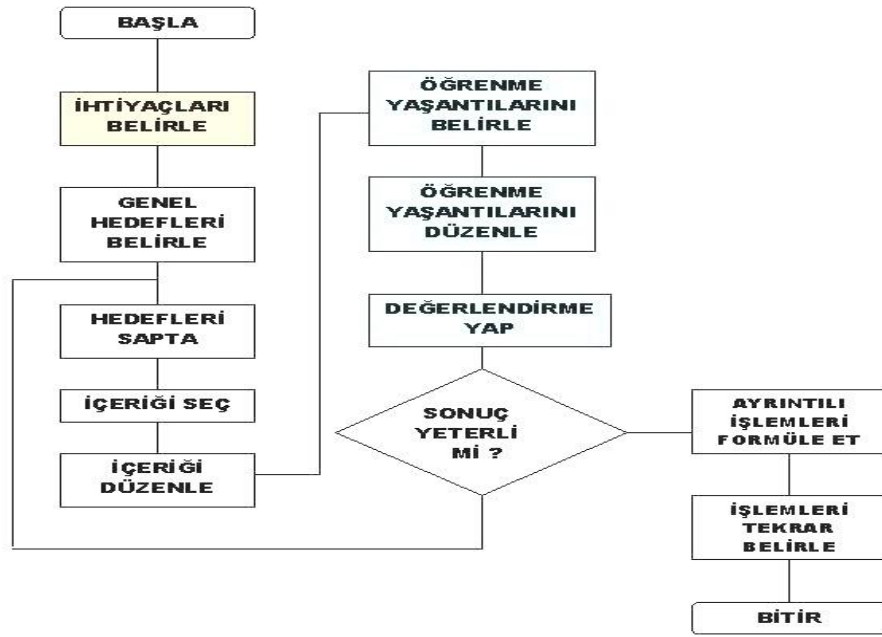 BAŞLA
İHTİYAÇLARI
BELİRLE
GENEL
HEDEFLERİ
BELİRLE
HEDEFLERİ
SAPTA
İÇERİĞİ SEÇ
İÇERİĞİ
DÜZENLE
ÖĞRENME
YAŞANTILARINI
BELİRLE
ÖĞRENME
YAŞANTILARINI
DÜZENLE
DEĞERLENDİRME
YAP
SONUÇ
YETERLİ
Mİ ?
AYRINTILI
İŞLEMLERİ
FORMÜLE ET
İŞLEMLERİ
TEKRAR
BELİRLE
BİTİR